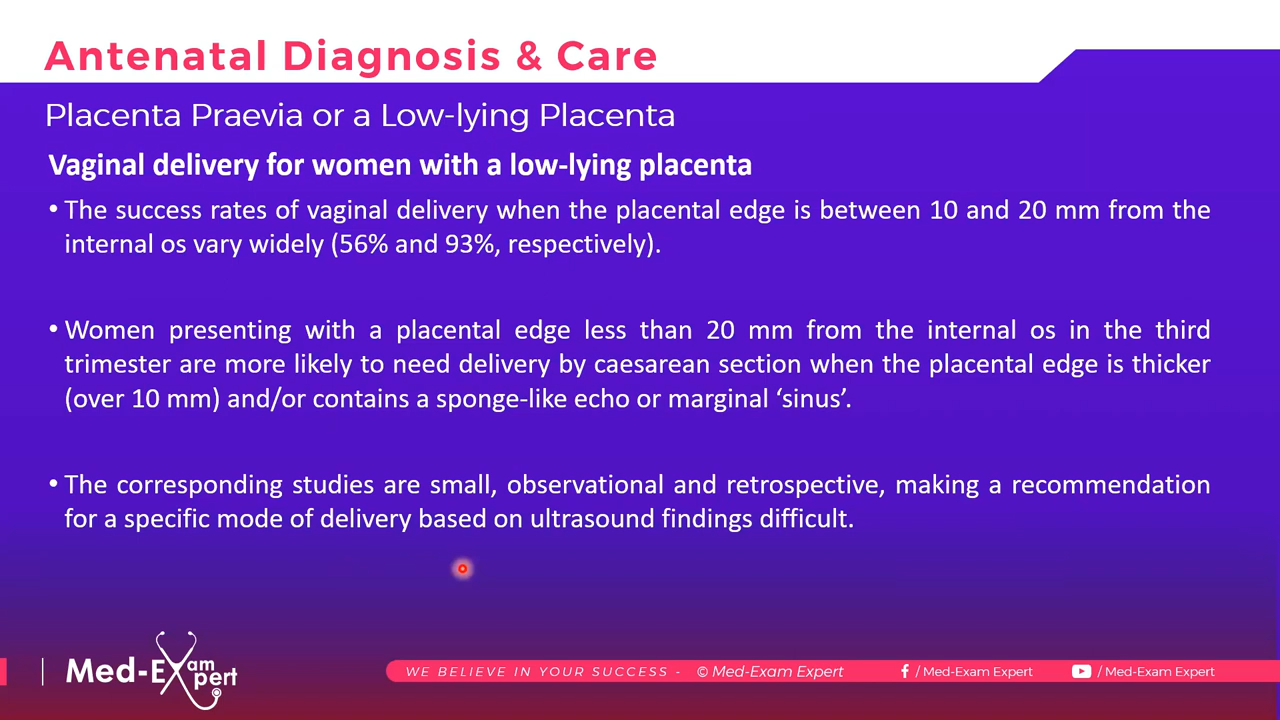 Antenatal Diagnosis & Care
Placenta Praevia or a Low-lying Placenta
Vaginal delivery for women with a low-lying placenta
• The success rates of vaginal delivery when the placental edge is between 10 and 20 mm from the
internal os vary widely (56% and 93%, respectively).
• Women presenting with a placental edge less than 20 mm from the internal os in the third
trimester are more likely to need delivery by caesarean section when the placental edge is thicker
(over 10 mm) and/or contains a sponge-like echo or marginal ‘sinus’.
• The corresponding studies are small, observational and retrospective, making a recommendation
for a specific mode of delivery based on ultrasound findings difficult.
Med-Exam Expert
WE BELIEVE IN YOUR SUCCESS - © Med-Exam Expert f / Med-Exam Expert / Med-Exam Expert